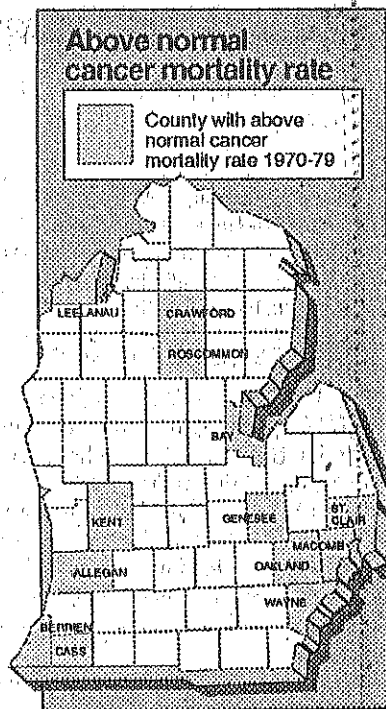 Above normal
cancer mortality rate
County with above
normal cancer
mortality rate 1970-79
LEELANAU
CRAWFORD
ROSCOMMON
BAY
KENT
GENESEE
ST.
CLAIR
MACOMB
ALLEGAN
OAKLAND
WAYNE
BERRIEN
CASS